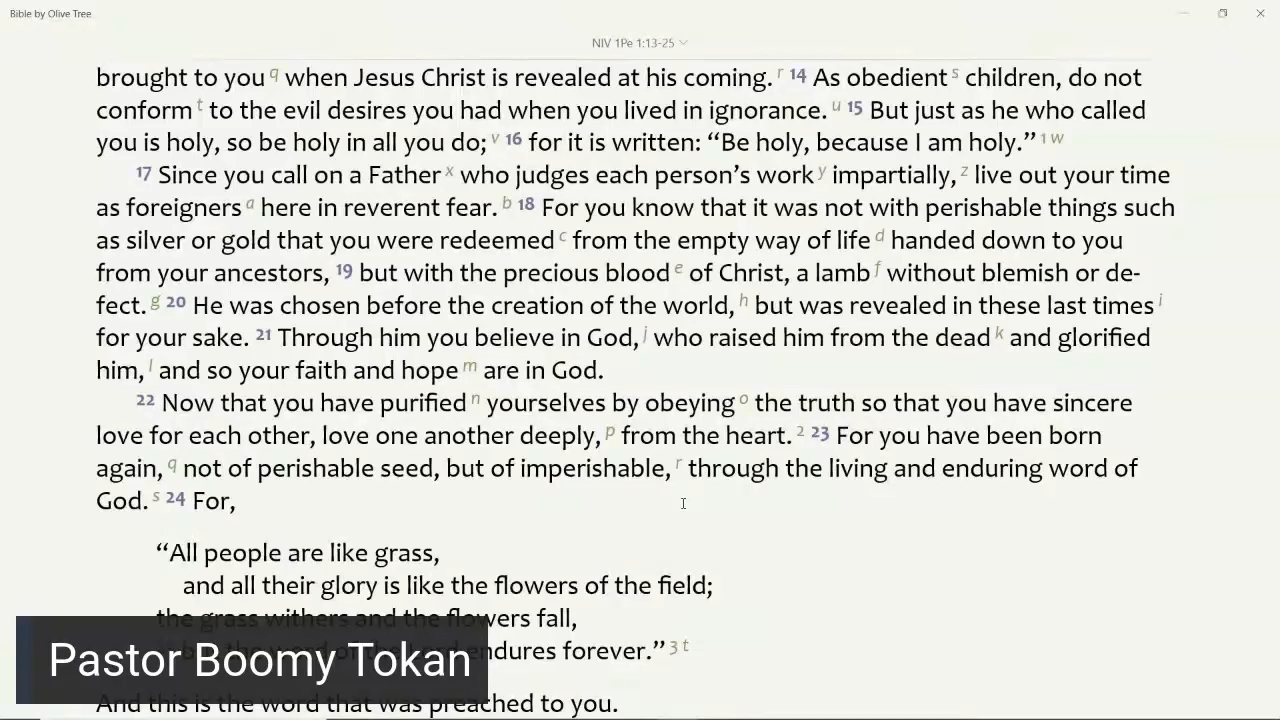 Bible by Olive Tree
NIV 1Pe 1:13-25
brought to you q when Jesus Christ is revealed at his coming. r 14 As obedient s children, do not
conform t to the evil desires you had when you lived in ignorance. u 15 But just as he who called
you is holy, so be holy in all you do; v 16 for it is written: “Be holy, because I am holy.” 1 w
17 Since you call on a Father x who judges each person’s work y impartially, z live out your time
as foreigners a here in reverent fear. b 18 For you know that it was not with perishable things such
as silver or gold that you were redeemed c from the empty way of life d handed down to you
from your ancestors, 19 but with the precious blood e of Christ, a lamb f without blemish or de-
fect. g 20 He was chosen before the creation of the world, h but was revealed in these last times i
for your sake. 21 Through him you believe in God, j who raised him from the dead k and glorified
him, l and so your faith and hope m are in God.
22 Now that you have purified n yourselves by obeying o the truth so that you have sincere
love for each other, love one another deeply, p from the heart. 2 23 For you have been born
again, q not of perishable seed, but of imperishable, r through the living and enduring word of
God. s 24 For,
“All people are like grass,
and all their glory is like the flowers of the field;
the grass withers and the flowers fall,
the word of the endures forever.” 3 t
Pastor Boomy Tokan
And this is the word that was preached to you.